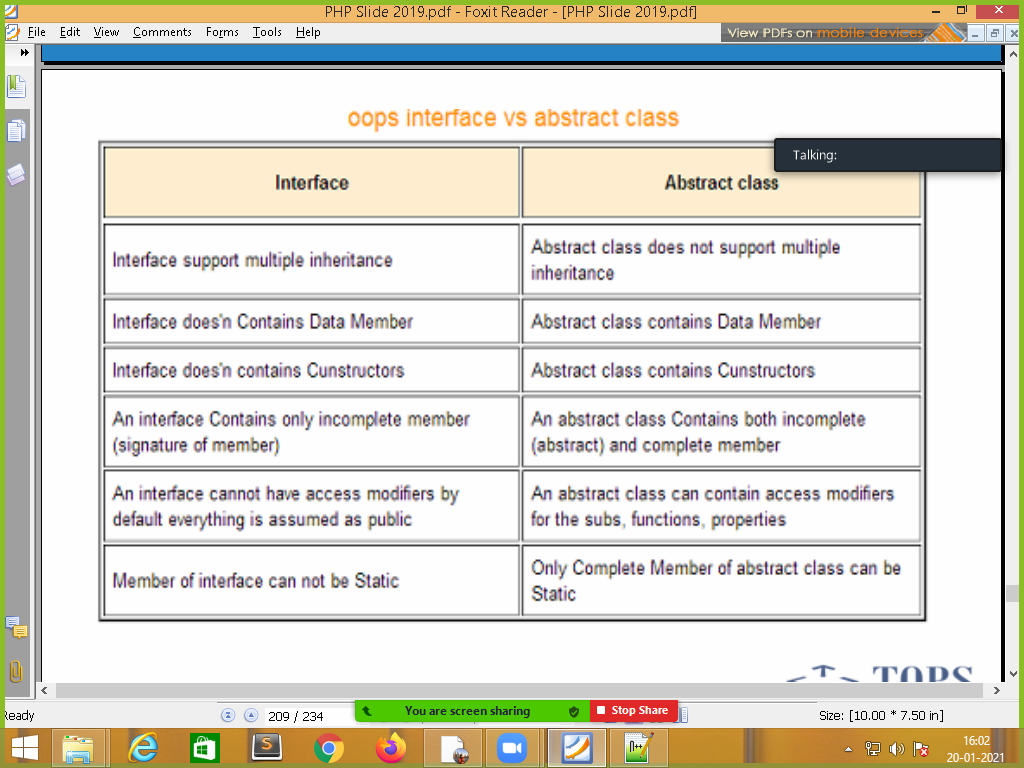 PHP Slide 2019.pdf - Foxit Reader - [PHP Slide 2019.pdf]
File Edit View Comments Forms Tools Help
View PDFs on mobile devices
oops interface vs abstract class
Talking:
Interface
Abstract class
Interface support multiple inheritance
Abstract class does not support multiple
inheritance
Interface does'n Contains Data Member
Abstract class contains Data Member
Interface does'n contains Cunstructors
Abstract class contains Cunstructors
An interface Contains only incomplete member
(signature of member)
An abstract class Contains both incomplete
(abstract) and complete member
An interface cannot have access modifiers by
default everything is assumed as public
An abstract class can contain access modifiers
for the subs, functions, properties
Member of interface can not be Static
Only Complete Member of abstract class can be
Static
TOPS
Ready
209 / 234
You are screen sharing
Stop Share
Size: [10.00 * 7.50 in]
16:02
20-01-2021